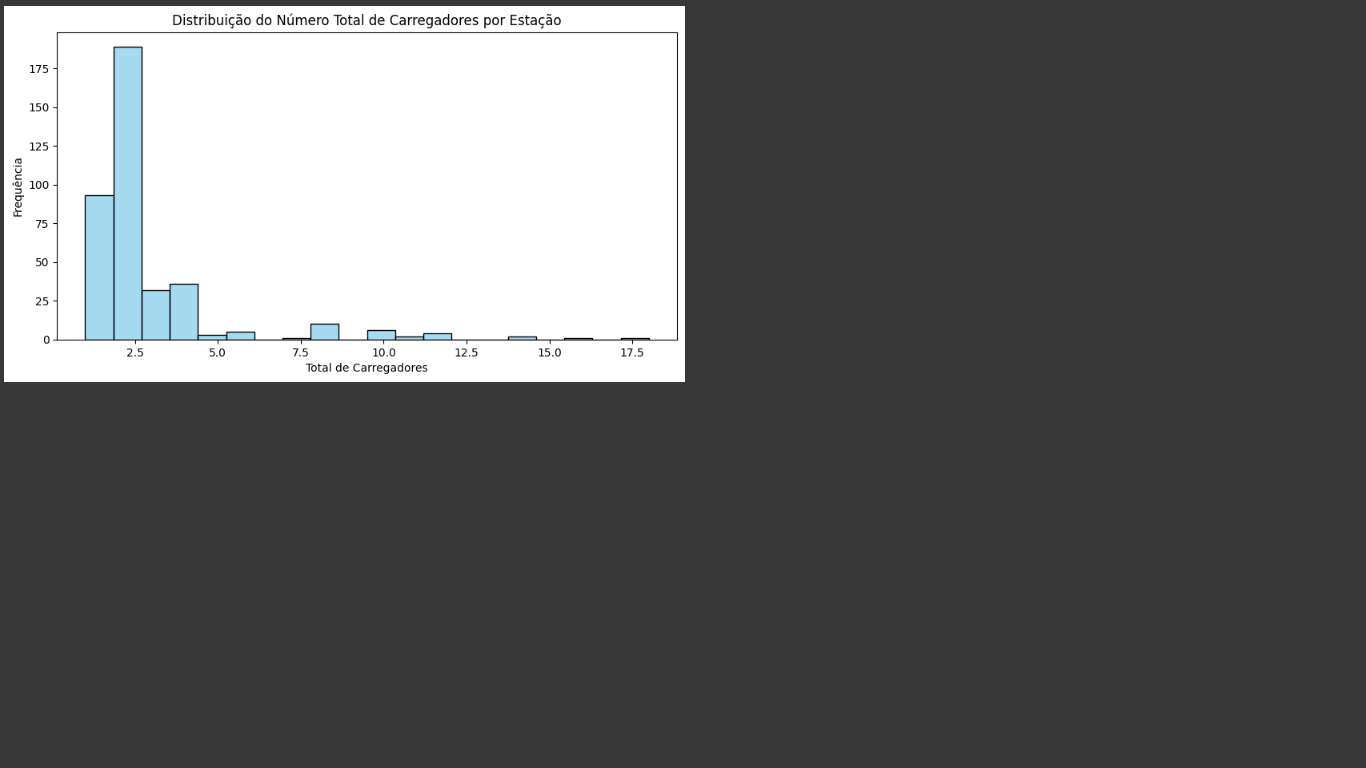 Distribuição do Número Total de Carregadores por Estação
175
150
125
100
75
50
25
0
Frequência
2.5 5.0 7.5 10.0 12.5 15.0 17.5
Total de Carregadores